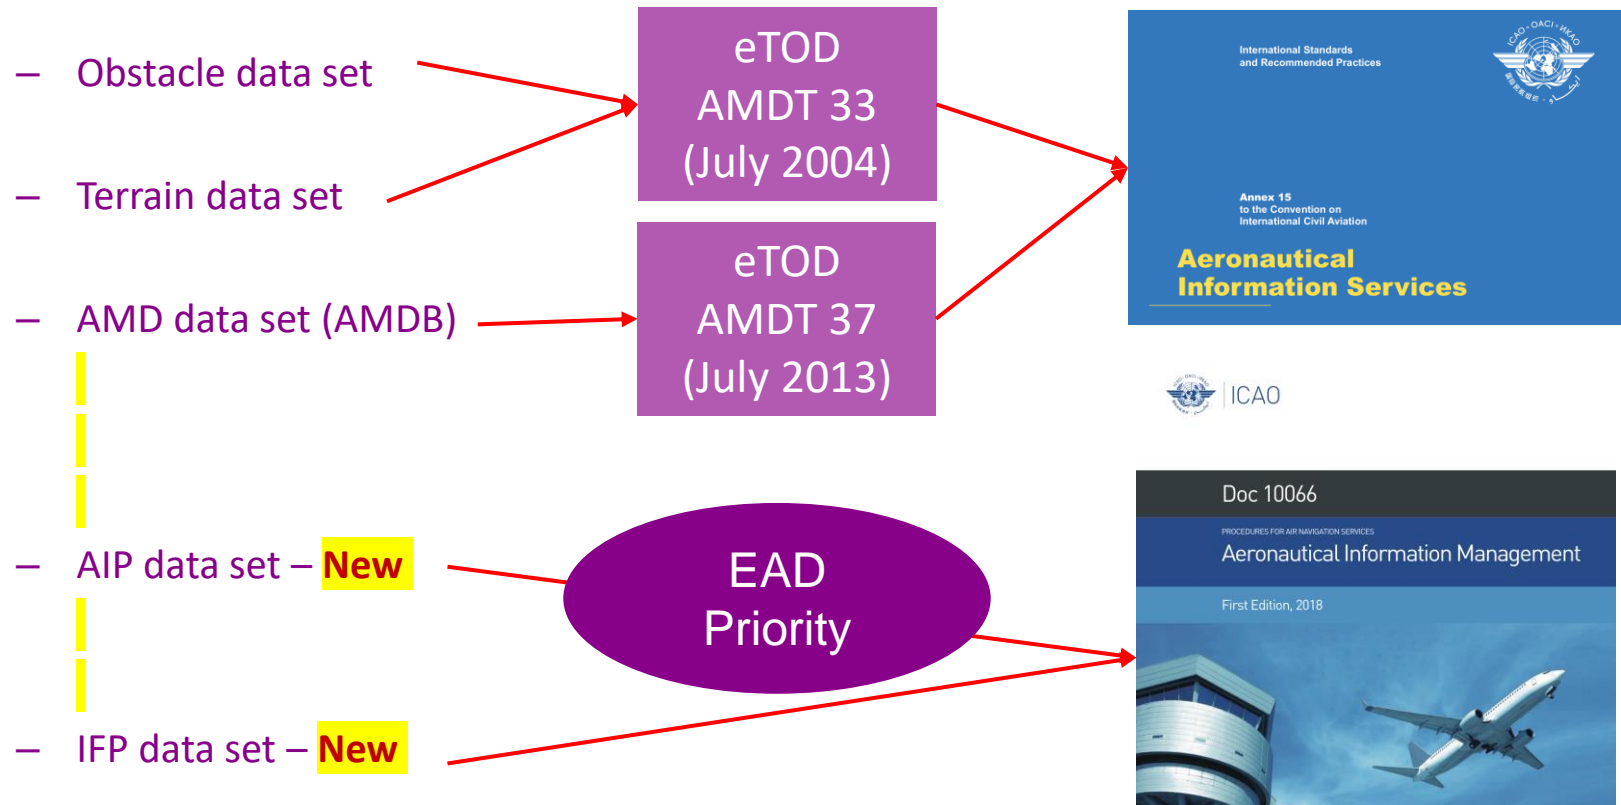 – Obstacle data set
– Terrain data set
– AMD data set (AMDB)
– AIP data set – New
– IFP data set – New
eTOD
AMDT 33
(July 2004)
eTOD
AMDT 37
(July 2013)
EAD
Priority
International Standards
and Recommended Practices
ICAO · OACI · ИКАО
Annex 15
to the Convention on
International Civil Aviation
Aeronautical
Information Services
ICAO
Doc 10066
PROCEDURES FOR AIR NAVIGATION SERVICES
Aeronautical Information Management
First Edition, 2018